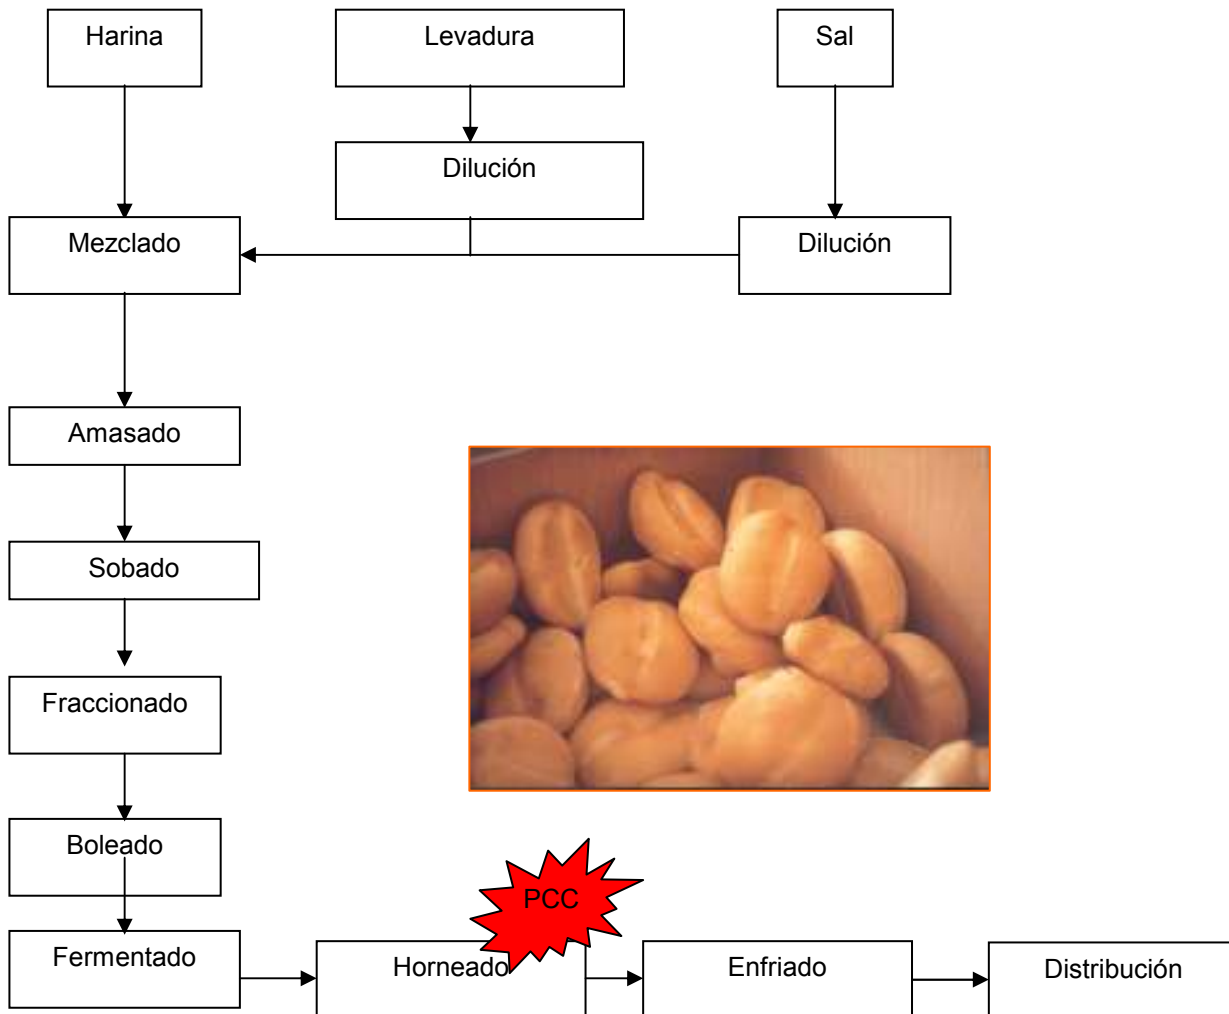 Harina
Levadura
Sal
Dilución
Mezclado
Dilución
Amasado
Sobado
Fraccionado
Boleado
PCC
Fermentado
Horneado
Enfriado
Distribución